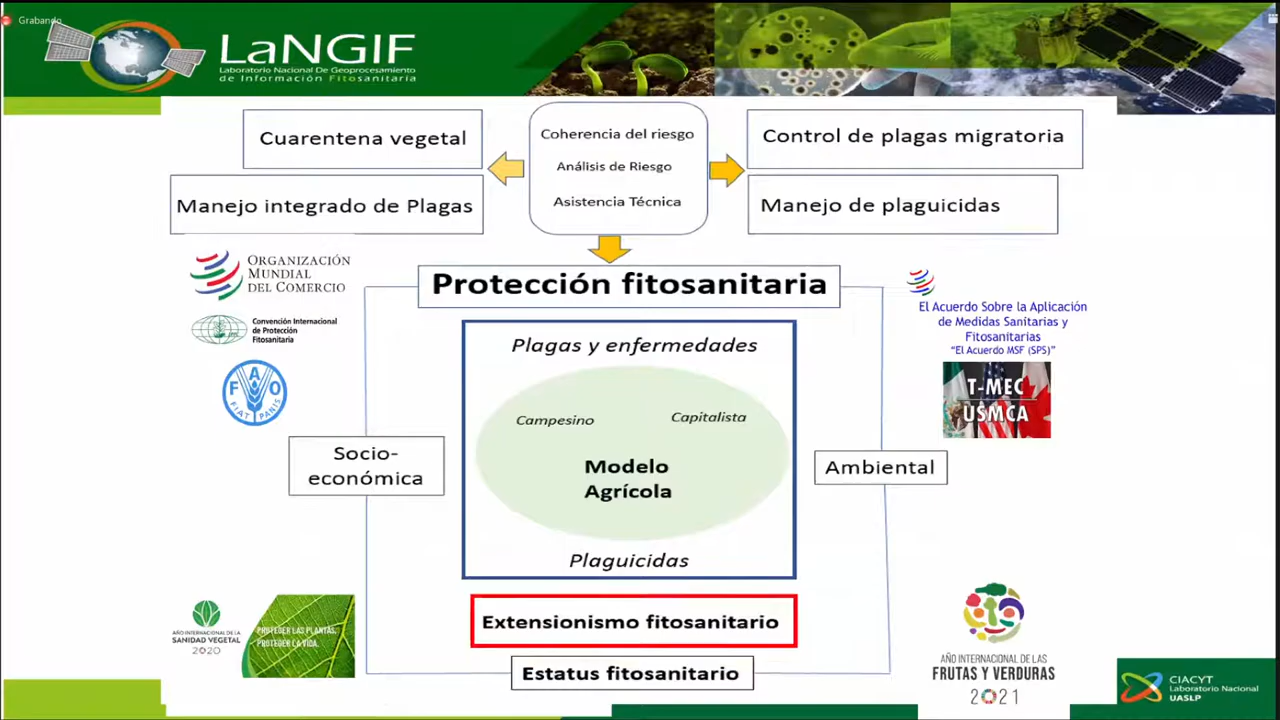 Grabando
LaNGIF
Laboratorio Nacional De Geoprocesamiento
de Información Fitosanitaria
Cuarentena vegetal
Manejo integrado de Plagas
Coherencia del riesgo
Análisis de Riesgo
Asistencia Técnica
Control de plagas migratoria
Manejo de plaguicidas
ORGANIZACIÓN
MUNDIAL
DEL COMERCIO
Convención Internacional
de Protección
Fitosanitaria
FAO
FIAT PANIS
Protección fitosanitaria
El Acuerdo Sobre la Aplicación
de Medidas Sanitarias y
Fitosanitarias
“El Acuerdo MSF (SPS)”
T-MEC
USMCA
Plagas y enfermedades
Campesino
Capitalista
Modelo
Agrícola
Plaguicidas
Socio-
económica
Ambiental
Extensionismo fitosanitario
Estatus fitosanitario
AÑO INTERNACIONAL DE LA
SANIDAD VEGETAL
2020
PROTEGER LAS PLANTAS,
PROTEGER LA VIDA.
AÑO INTERNACIONAL DE LAS
FRUTAS Y VERDURAS
2021
CIACYT
Laboratorio Nacional
UASLP